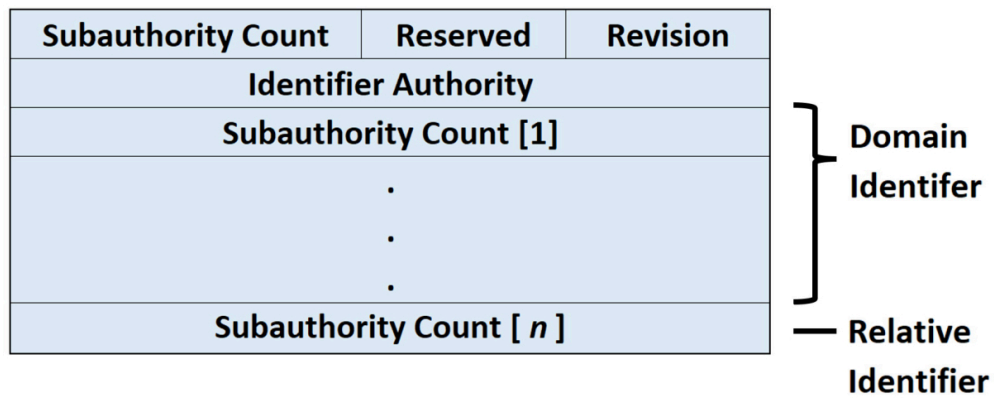 Subauthority Count Reserved Revision
Identifier Authority
Subauthority Count [1]
Domain
Identifer
.
.
.
Subauthority Count [ n ]
Relative
Identifier